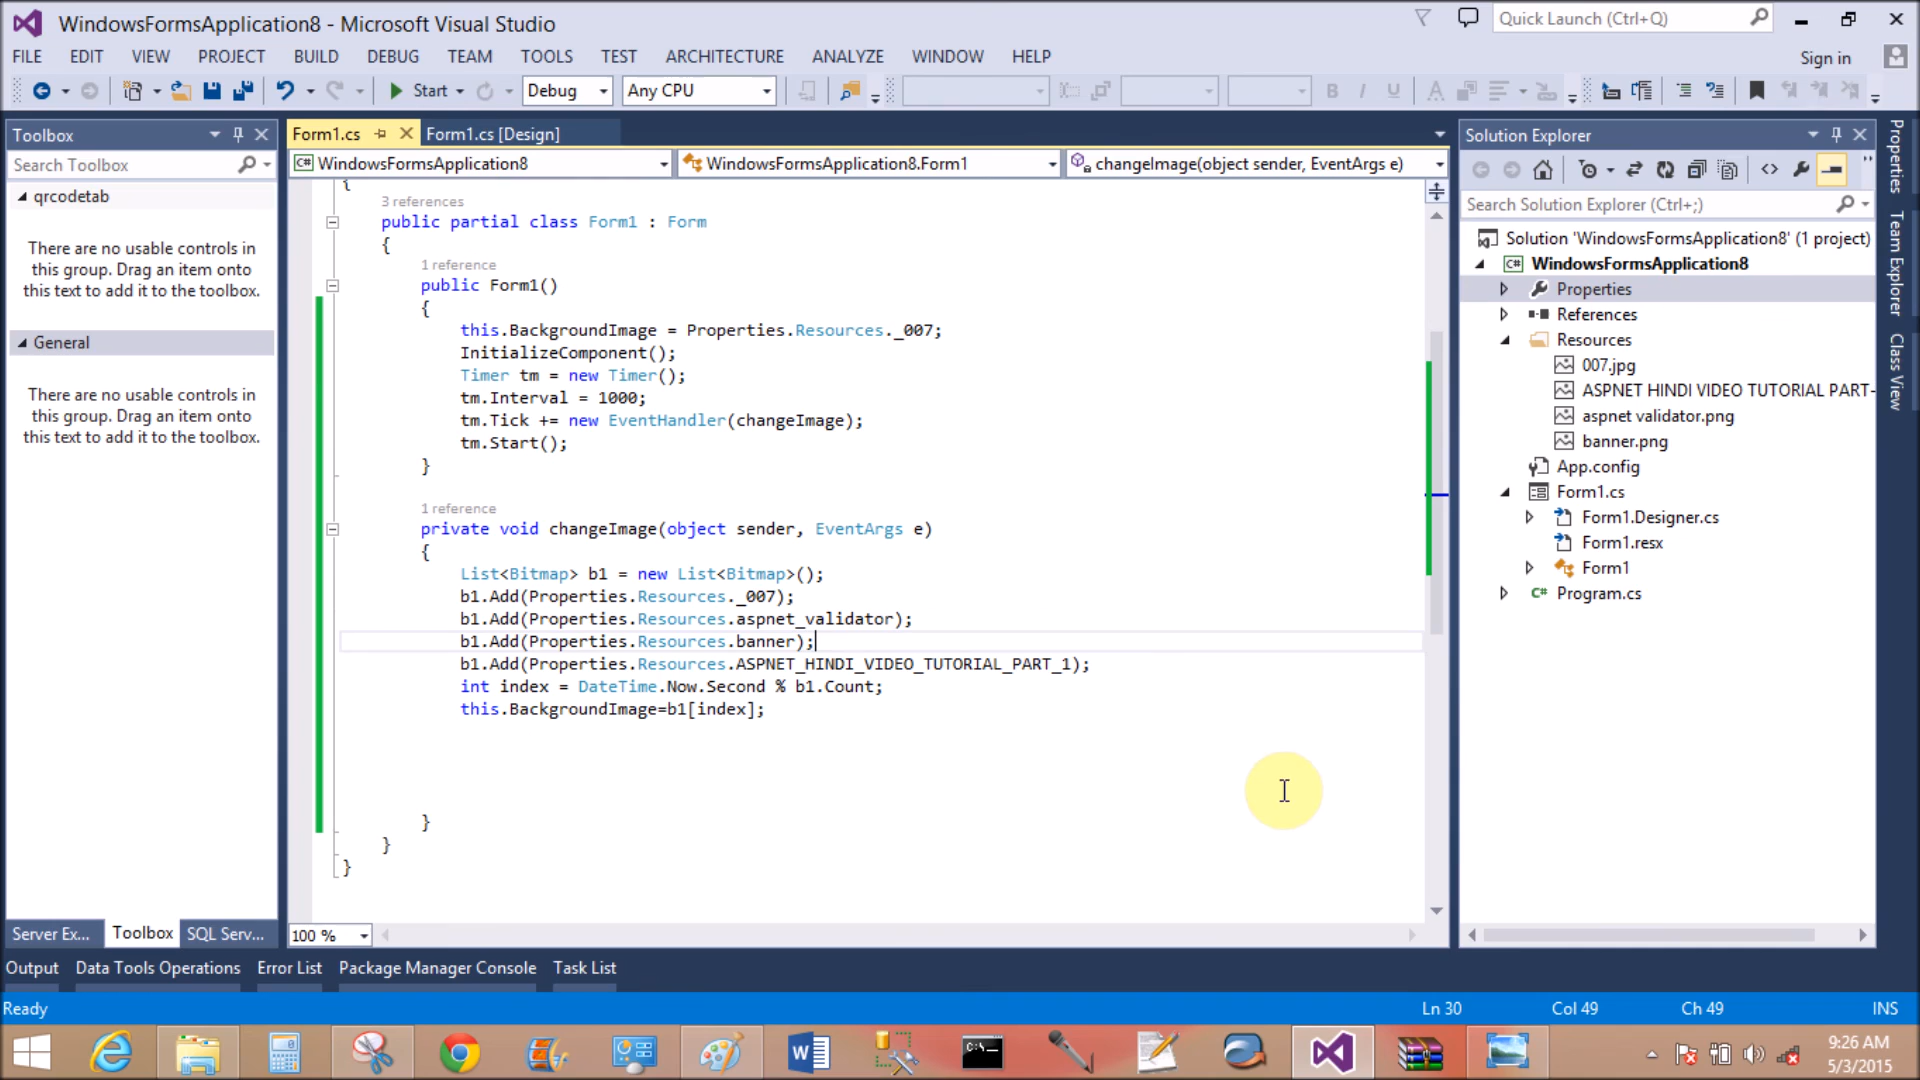 WindowsFormsApplication8 - Microsoft Visual Studio
Quick Launch (Ctrl+Q)
FILE EDIT VIEW PROJECT BUILD DEBUG TEAM TOOLS TEST ARCHITECTURE ANALYZE WINDOW HELP
Sign in
Start Debug Any CPU
Toolbox
Search Toolbox
qrcodetab
There are no usable controls in
this group. Drag an item onto
this text to add it to the toolbox.
General
There are no usable controls in
this group. Drag an item onto
this text to add it to the toolbox.
Server Ex... Toolbox SQL Serv...
Form1.cs Form1.cs [Design]
WindowsFormsApplication8 WindowsFormsApplication8.Form1 changeImage(object sender, EventArgs e)
{
3 references
public partial class Form1 : Form
{
1 reference
public Form1()
{
this.BackgroundImage = Properties.Resources._007;
InitializeComponent();
Timer tm = new Timer();
tm.Interval = 1000;
tm.Tick += new EventHandler(changeImage);
tm.Start();
}
1 reference
private void changeImage(object sender, EventArgs e)
{
List<Bitmap> b1 = new List<Bitmap>();
b1.Add(Properties.Resources._007);
b1.Add(Properties.Resources.aspnet_validator);
b1.Add(Properties.Resources.banner);
b1.Add(Properties.Resources.ASPNET_HINDI_VIDEO_TUTORIAL_PART_1);
int index = DateTime.Now.Second % b1.Count;
this.BackgroundImage=b1[index];
}
}
}
100 %
Solution Explorer
Search Solution Explorer (Ctrl+;)
Solution 'WindowsFormsApplication8' (1 project)
C# WindowsFormsApplication8
Properties
References
Resources
007.jpg
ASPNET HINDI VIDEO TUTORIAL PART-
aspnet validator.png
banner.png
App.config
Form1.cs
Form1.Designer.cs
Form1.resx
Form1
C# Program.cs
Properties
Team Explorer
Class View
Output Data Tools Operations Error List Package Manager Console Task List
Ready Ln 30 Col 49 Ch 49 INS
9:26 AM
5/3/2015